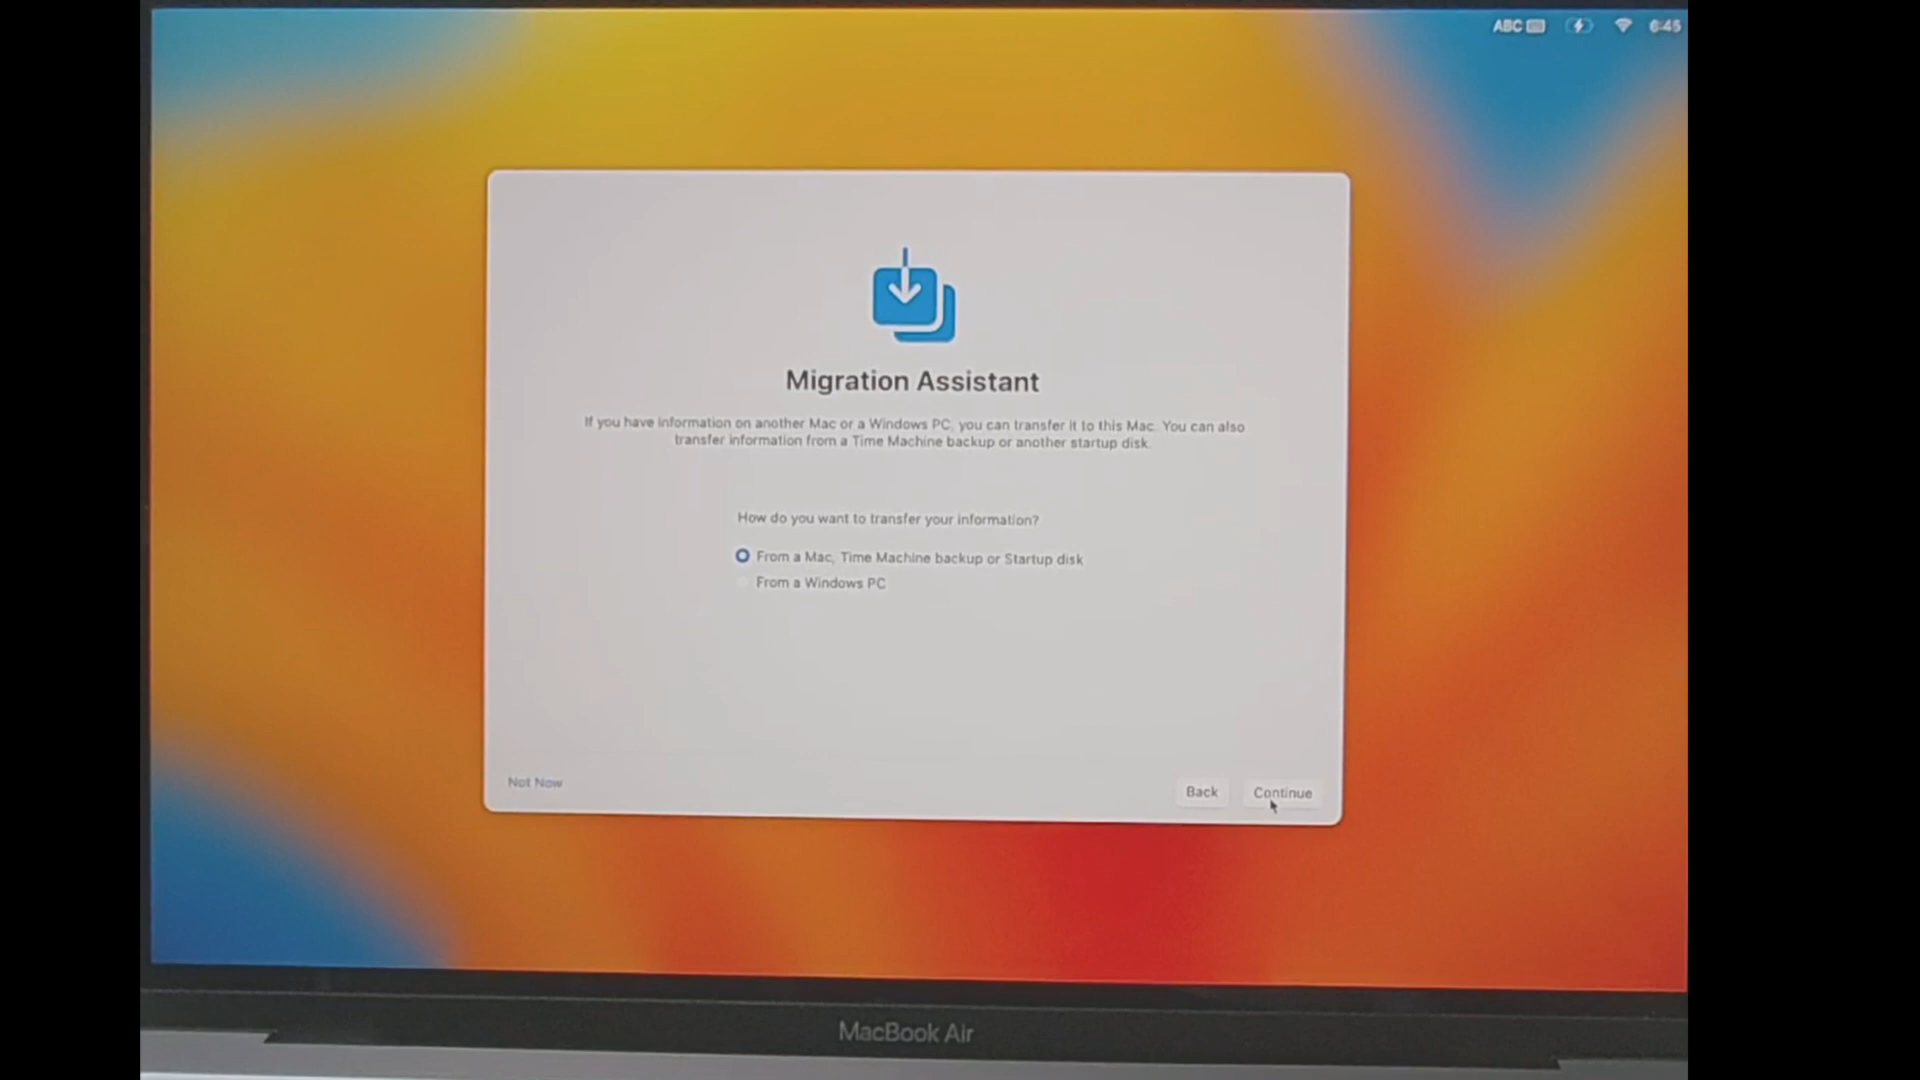 ABC 6:45
Migration Assistant
If you have information on another Mac or a Windows PC, you can transfer it to this Mac. You can also
transfer information from a Time Machine backup or another startup disk.
How do you want to transfer your information?
From a Mac, Time Machine backup or Startup disk
From a Windows PC
Not Now
Back Continue
MacBook Air